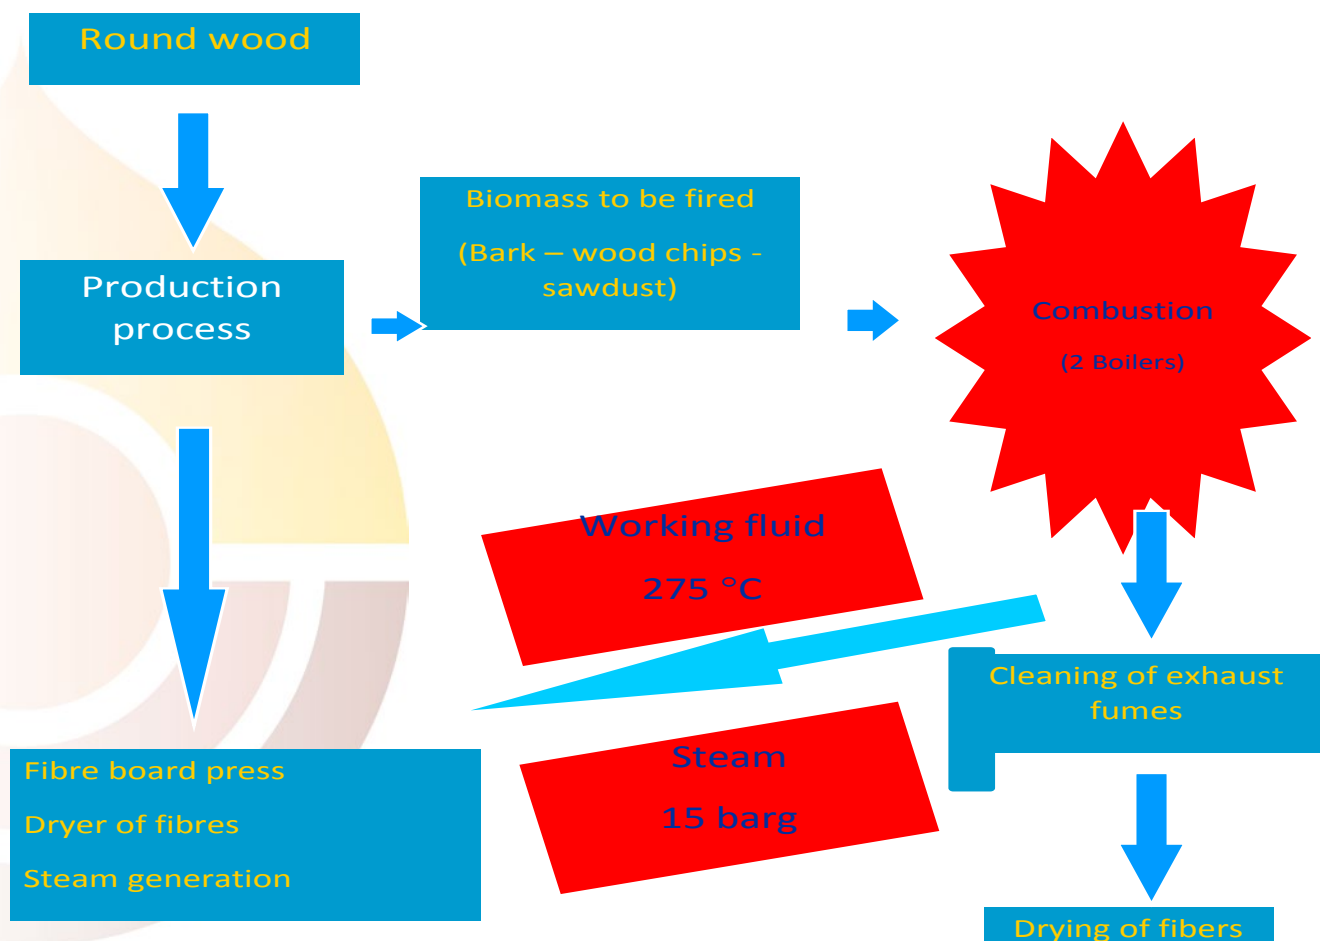 Round wood
Production
process
Biomass to be fired
(Bark – wood chips -
sawdust)
Combustion
(2 Boilers)
Working fluid
275 °C
Steam
15 barg
Cleaning of exhaust
fumes
Fibre board press
Dryer of fibres
Steam generation
Drying of fibers